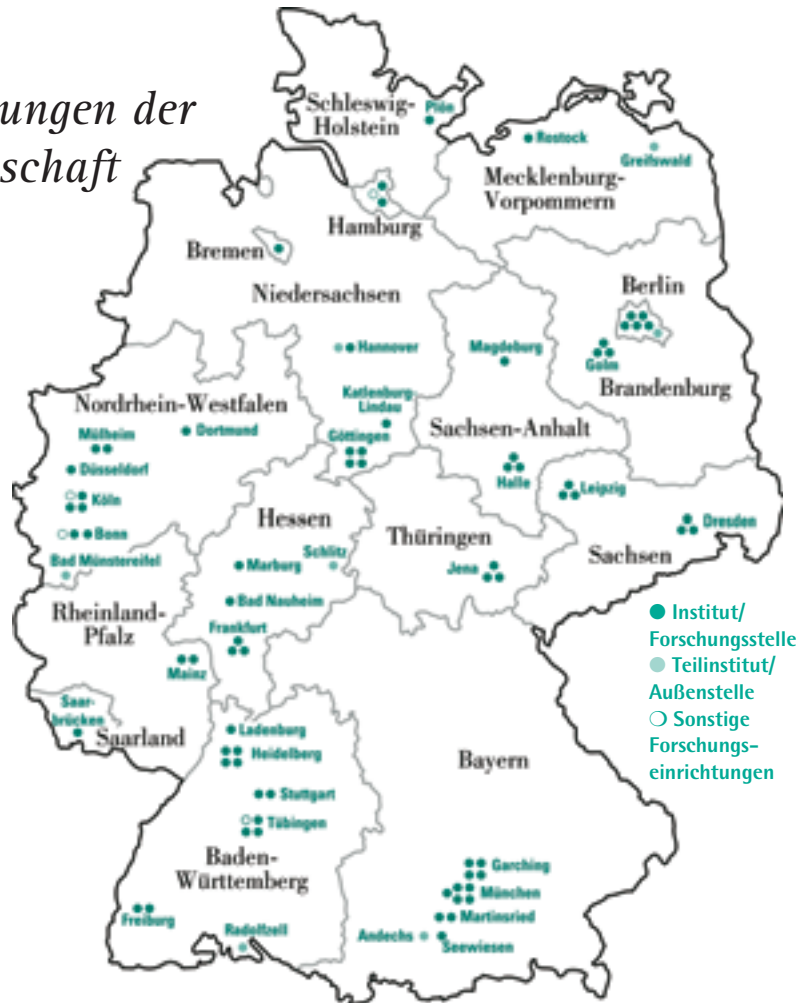 ungen der
schaft
Schleswig-
Holstein
Plön
Rostock
Greifswald
Mecklenburg-
Vorpommern
Hamburg
Bremen
Niedersachsen
Berlin
Hannover
Magdeburg
Golm
Brandenburg
Katlenburg-
Lindau
Nordrhein-Westfalen
Mülheim
Dortmund
Göttingen
Sachsen-Anhalt
Düsseldorf
Halle
Leipzig
Köln
Hessen
Dresden
Bonn
Thüringen
Schlitz
Sachsen
Bad Münstereifel
Marburg
Jena
Bad Nauheim
Rheinland-
Pfalz
Frankfurt
Mainz
Institut/
Forschungsstelle
Teilinstitut/
Außenstelle
Sonstige
Forschungs-
einrichtungen
Saar-
brücken
Saarland
Ladenburg
Heidelberg
Bayern
Stuttgart
Tübingen
Baden-
Württemberg
Garching
München
Freiburg
Martinsried
Radolfzell
Andechs
Seewiesen